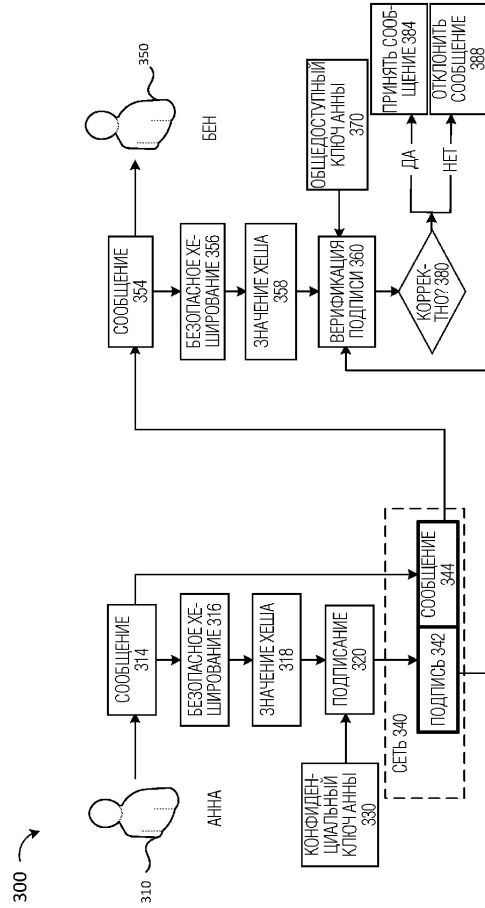 300
310
АННА
СООБЩЕНИЕ
314
БЕЗОПАСНОЕ ХЕ-
ШИРОВАНИЕ 316
ЗНАЧЕНИЕ ХЕША
318
КОНФИДЕН-
ЦИАЛЬНЫЙ
КЛЮЧ АННЫ
330
ПОДПИСАНИЕ
320
СЕТЬ 340
ПОДПИСЬ 342
СООБЩЕНИЕ
344
350
БЕН
СООБЩЕНИЕ
354
БЕЗОПАСНОЕ ХЕ-
ШИРОВАНИЕ 356
ЗНАЧЕНИЕ ХЕША
358
ВЕРИФИКАЦИЯ
ПОДПИСИ 360
ОБЩЕДОСТУПНЫЙ
КЛЮЧ АННЫ
370
КОРРЕК-
ТНО? 380
ДА
НЕТ
ПРИНЯТЬ СООБ-
ЩЕНИЕ 384
ОТКЛОНИТЬ
СООБЩЕНИЕ
388